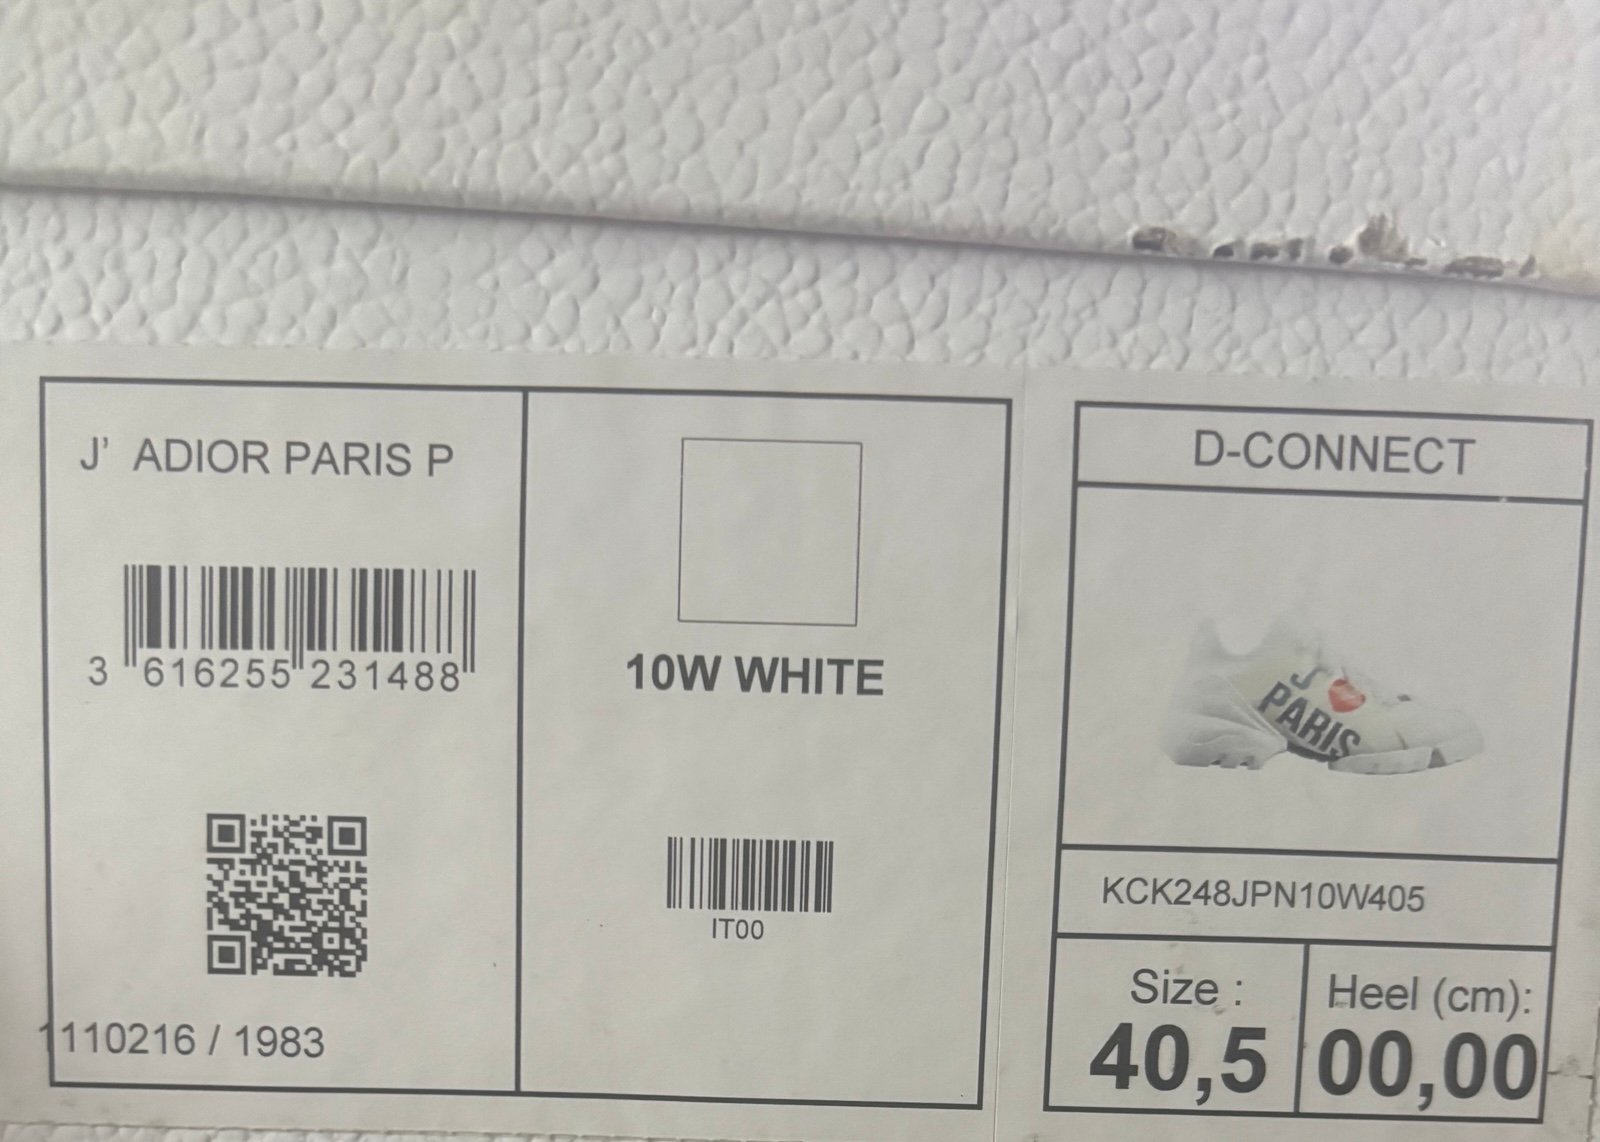 J' ADIOR PARIS P
3 616255 231488
1110216 / 1983
10W WHITE
IT00
D-CONNECT
J'
PARIS
KCK248JPN10W405
Size :
40,5
Heel (cm):
00,00